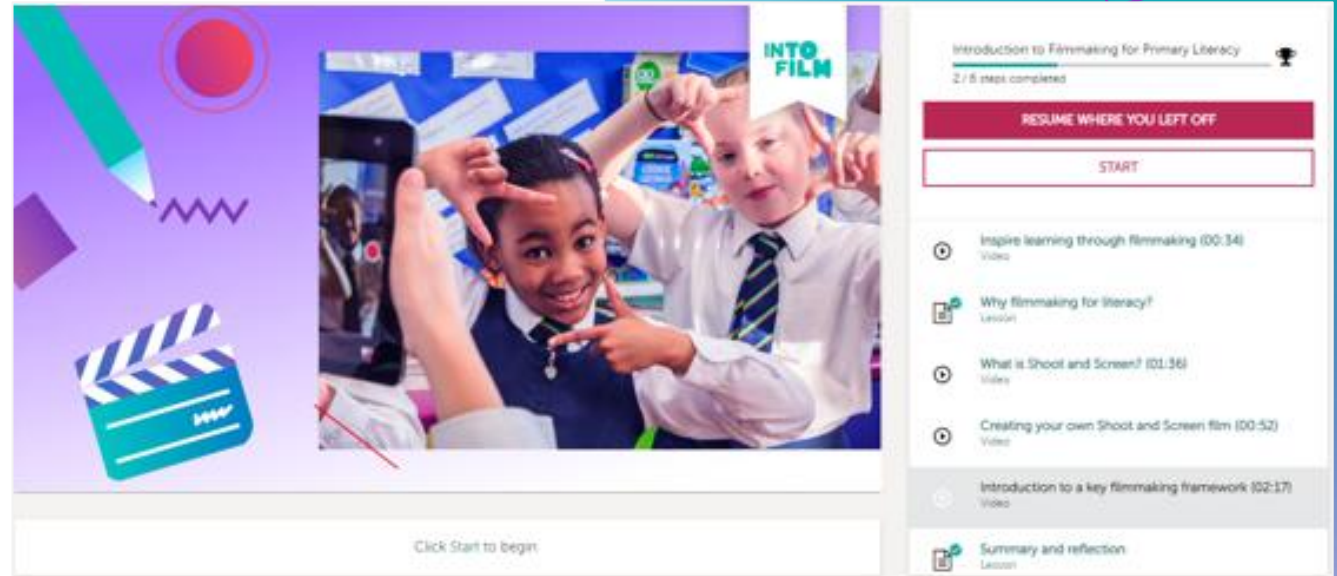 INTO
FILM
Click Start to begin
Introduction to Filmmaking for Primary Literacy
2 / 6 steps completed
RESUME WHERE YOU LEFT OFF
START
Inspire learning through filmmaking (00:34)
Video
Why filmmaking for literacy?
Lesson
What is Shoot and Screen? (01:36)
Video
Creating your own Shoot and Screen film (00:52)
Video
Introduction to a key filmmaking framework (02:17)
Video
Summary and reflection
Lesson